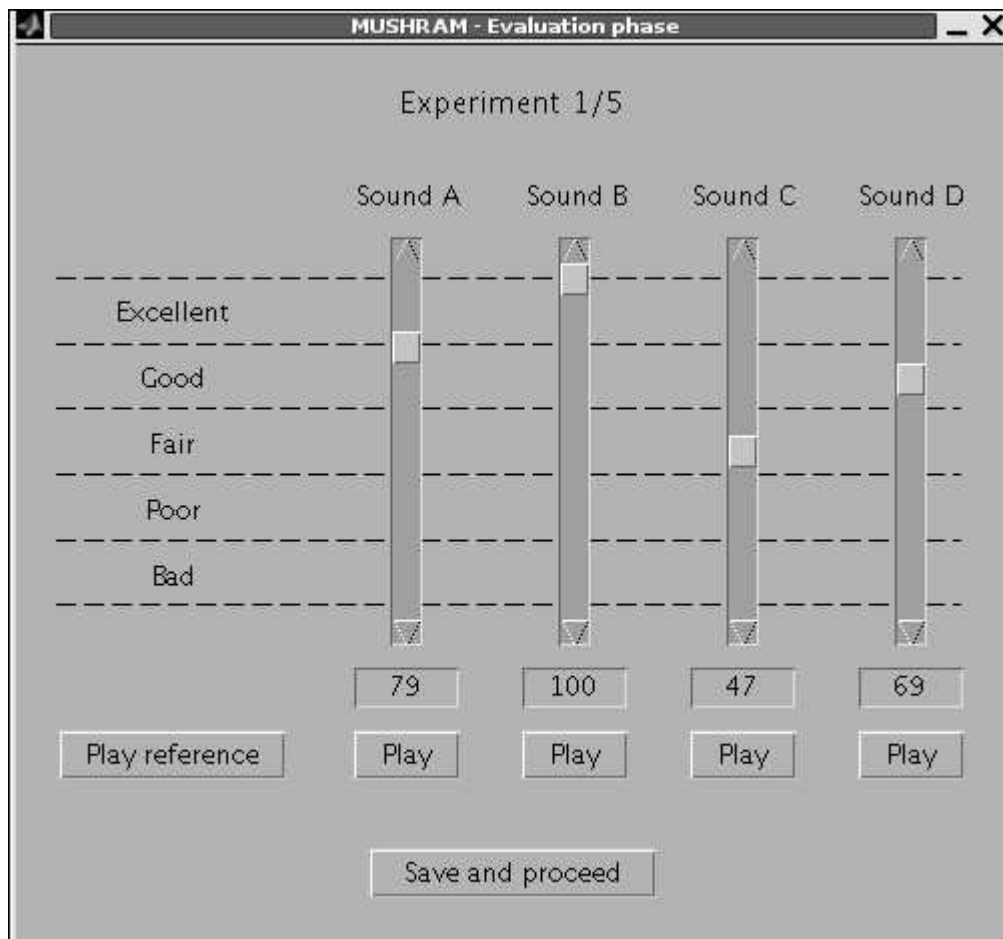 MUSHRAM - Evaluation phase
Experiment 1/5
Sound A Sound B Sound C Sound D
Excellent
Good
Fair
Poor
Bad
79 100 47 69
Play reference Play Play Play Play
Save and proceed